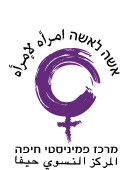 אשה לאשה امرأة لإمرأة
מרכז פמיניסטי חיפה
المركز النسوي حيفا